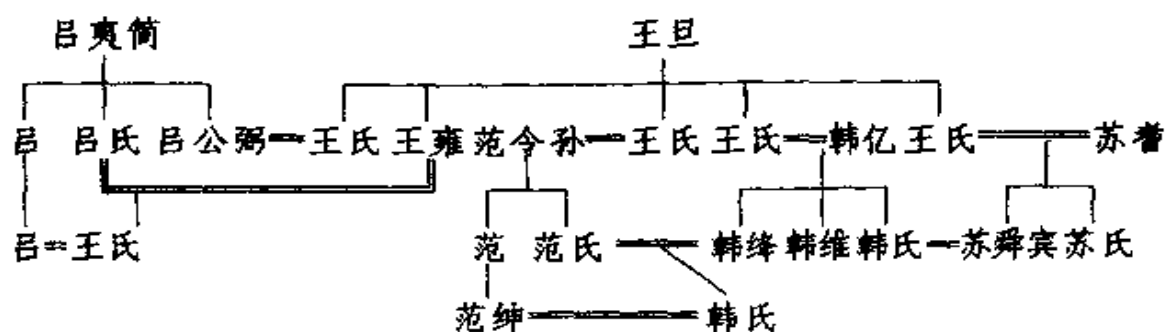 吕夷简 王旦
吕 吕氏 吕公弼 王氏 王雍 范令孙 王氏 王氏 韩亿 王氏 苏耆
吕 王氏 范 范氏 韩绛 韩维 韩氏 苏舜宾 苏氏
范绅 韩氏